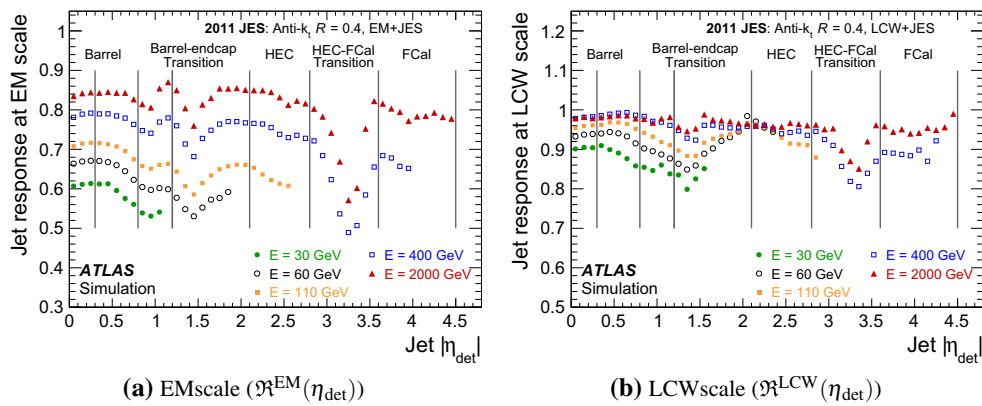 2011 JES: Anti-kt R = 0.4, EM+JES
Barrel
Barrel-endcap
Transition
HEC
HEC-FCal
Transition
FCal
Jet response at EM scale
1
0.9
0.8
0.7
0.6
0.5
0.4
0.3
E = 30 GeV
E = 400 GeV
E = 60 GeV
E = 2000 GeV
E = 110 GeV
ATLAS
Simulation
0 0.5 1 1.5 2 2.5 3 3.5 4 4.5
Jet |ηdet|
(a) EMscale (ℜEM(ηdet))
2011 JES: Anti-kt R = 0.4, LCW+JES
Barrel
Barrel-endcap
Transition
HEC
HEC-FCal
Transition
FCal
Jet response at LCW scale
1.2
1.1
1
0.9
0.8
0.7
0.6
0.5
E = 30 GeV
E = 400 GeV
E = 60 GeV
E = 2000 GeV
E = 110 GeV
ATLAS
Simulation
0 0.5 1 1.5 2 2.5 3 3.5 4 4.5
Jet |ηdet|
(b) LCWscale (ℜLCW(ηdet))